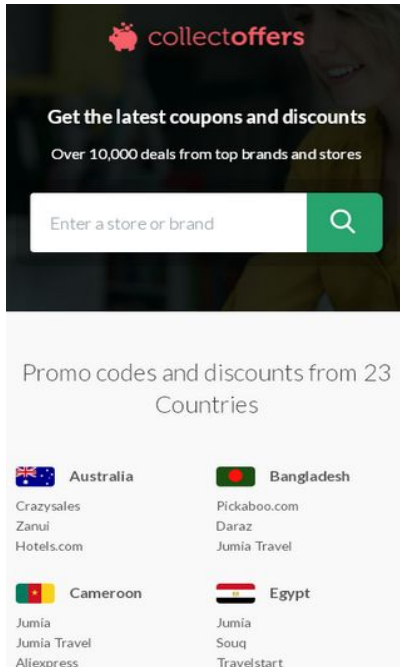 collectoffers
Get the latest coupons and discounts
Over 10,000 deals from top brands and stores
Enter a store or brand
Promo codes and discounts from 23
Countries
Australia
Crazysales
Zanui
Hotels.com
Bangladesh
Pickaboo.com
Daraz
Jumia Travel
Cameroon
Jumia
Jumia Travel
Aliexpress
Egypt
Jumia
Souq
Travelstart